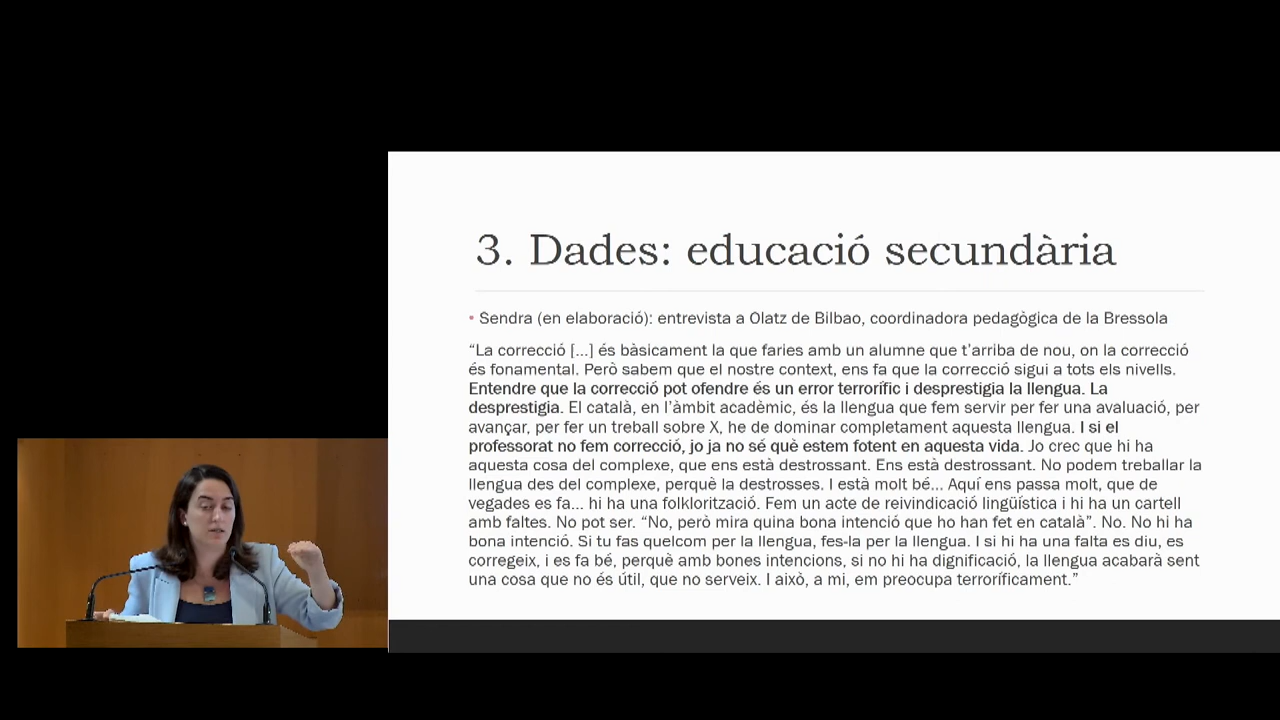 3. Dades: educació secundària
• Sendra (en elaboració): entrevista a Olatz de Bilbao, coordinadora pedagògica de la Bressola
“La correcció [...] és bàsicament la que faries amb un alumne que t’arriba de nou, on la correcció
és fonamental. Però sabem que el nostre context, ens fa que la correcció sigui a tots els nivells.
Entendre que la correcció pot ofendre és un error terrorífic i desprestigia la llengua. La
desprestigia. El català, en l’àmbit acadèmic, és la llengua que fem servir per fer una avaluació, per
avançar, per fer un treball sobre X, he de dominar completament aquesta llengua. I si el
professorat no fem correcció, jo ja no sé què estem fotent en aquesta vida. Jo crec que hi ha
aquesta cosa del complexe, que ens està destrossant. Ens està destrossant. No podem treballar la
llengua des del complexe, perquè la destrosses. I està molt bé... Aquí ens passa molt, que de
vegades es fa... hi ha una folklorització. Fem un acte de reivindicació lingüística i hi ha un cartell
amb faltes. No pot ser. “No, però mira quina bona intenció que ho han fet en català”. No. No hi ha
bona intenció. Si tu fas quelcom per la llengua, fes-la per la llengua. I si hi ha una falta es diu, es
corregeix, i es fa bé, perquè amb bones intencions, si no hi ha dignificació, la llengua acabarà sent
una cosa que no és útil, que no serveix. I això, a mi, em preocupa terroríficament.”